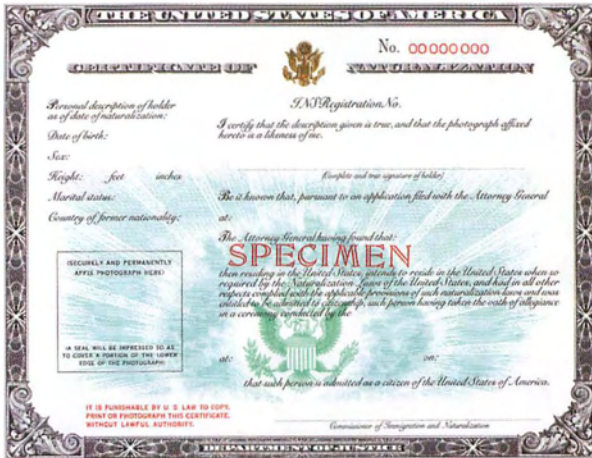 THE UNITED STATES OF AMERICA
No. 00000000
CERTIFICATE OF NATURALIZATION
Personal description of holder
as of date of naturalization:
Date of birth:
Sex:
Height: feet inches
Marital status:
Country of former nationality:
INS Registration No.
I certify that the description given is true, and that the photograph affixed
hereto is a likeness of me.
(Complete and true signature of holder)
Be it known that, pursuant to an application filed with the Attorney General
at:
The Attorney General having found that:
SPECIMEN
then residing in the United States, intends to reside in the United States when so
required by the Naturalization Laws of the United States, and had in all other
respects complied with the applicable provisions of such naturalization laws and was
entitled to be admitted to citizenship, such person having taken the oath of allegiance
in a ceremony conducted by the
at: on:
that such person is admitted as a citizen of the United States of America.
(SECURELY AND PERMANENTLY
AFFIX PHOTOGRAPH HERE)
(A SEAL WILL BE IMPRESSED SO AS
TO COVER A PORTION OF THE LOWER
EDGE OF THE PHOTOGRAPH)
IT IS PUNISHABLE BY U. S. LAW TO COPY,
PRINT OR PHOTOGRAPH THIS CERTIFICATE,
WITHOUT LAWFUL AUTHORITY.
Commissioner of Immigration and Naturalization
DEPARTMENT OF JUSTICE